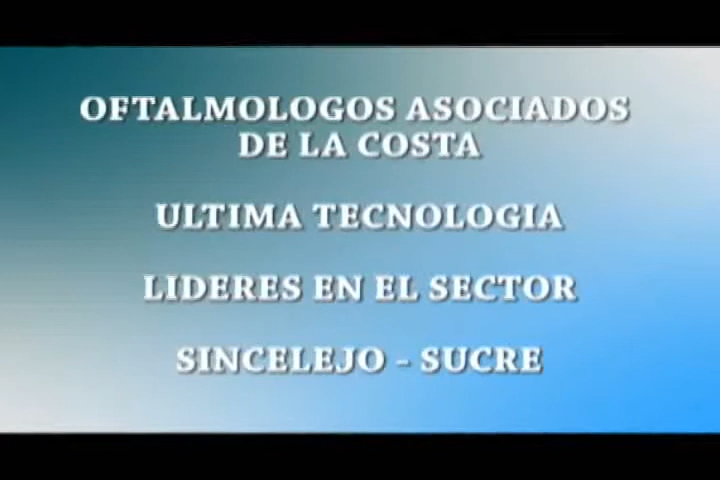 OFTALMOLOGOS ASOCIADOS
DE LA COSTA
ULTIMA TECNOLOGIA
LIDERES EN EL SECTOR
SINCELEJO - SUCRE